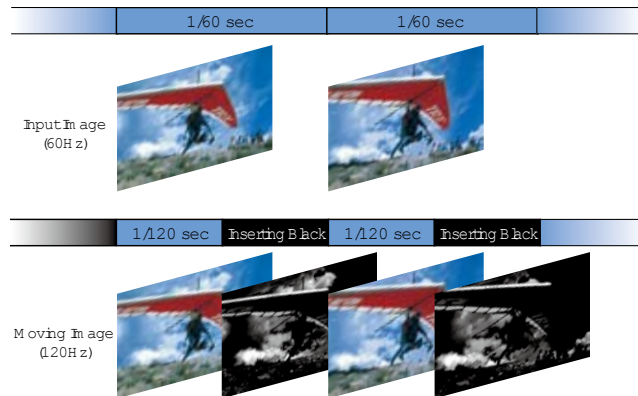 1/60 sec 1/60 sec
Input Image
(60Hz)
1/120 sec Inserting Black 1/120 sec Inserting Black
Moving Image
(120Hz)